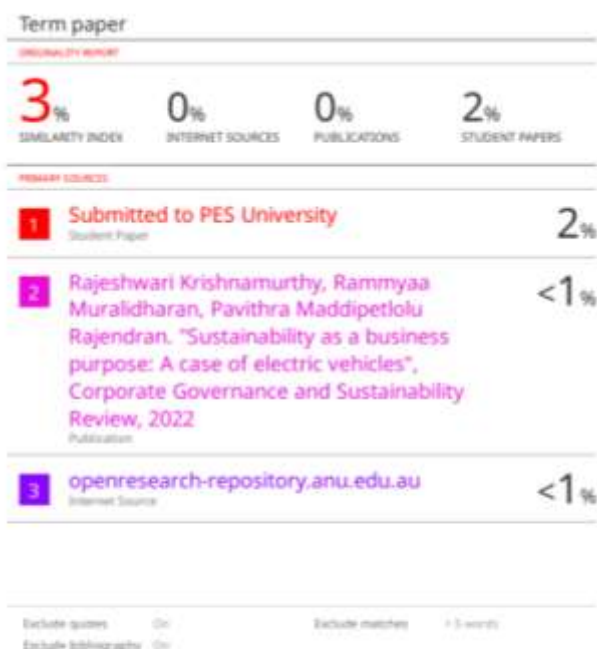 Term paper
ORIGINALITY REPORT
3%
SIMILARITY INDEX
0%
INTERNET SOURCES
0%
PUBLICATIONS
2%
STUDENT PAPERS
PRIMARY SOURCES
1
Submitted to PES University
Student Paper
2%
2
Rajeshwari Krishnamurthy, Rammyaa
Muralidharan, Pavithra Maddipetlolu
Rajendran. "Sustainability as a business
purpose: A case of electric vehicles",
Corporate Governance and Sustainability
Review, 2022
Publication
<1%
3
openresearch-repository.anu.edu.au
Internet Source
<1%
Exclude quotes On
Exclude matches < 5 words
Exclude bibliography On